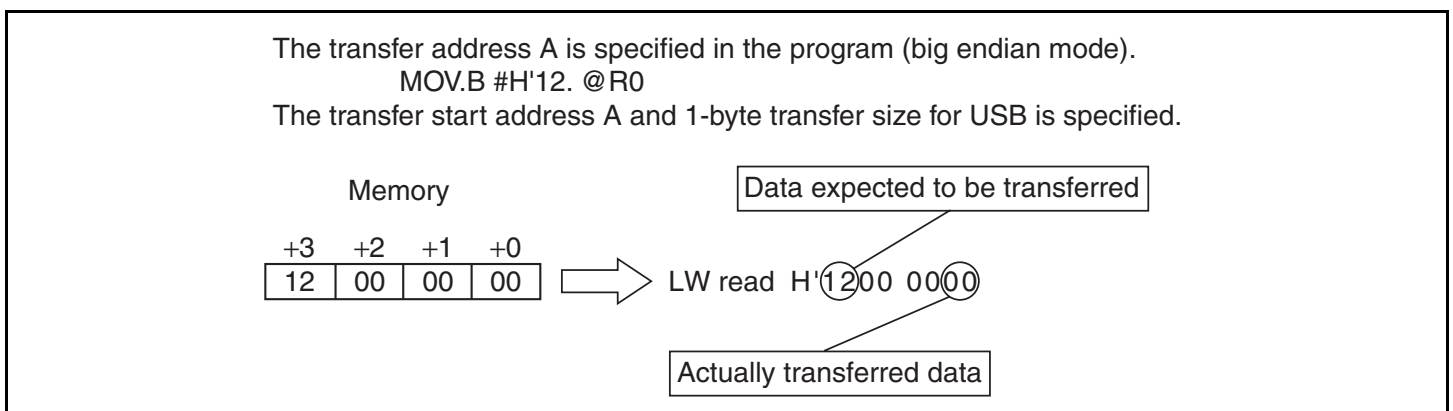 The transfer address A is specified in the program (big endian mode).
MOV.B #H'12. @R0
The transfer start address A and 1-byte transfer size for USB is specified.
Memory
Data expected to be transferred
+3 +2 +1 +0
12 00 00 00
LW read H'1200 0000
Actually transferred data